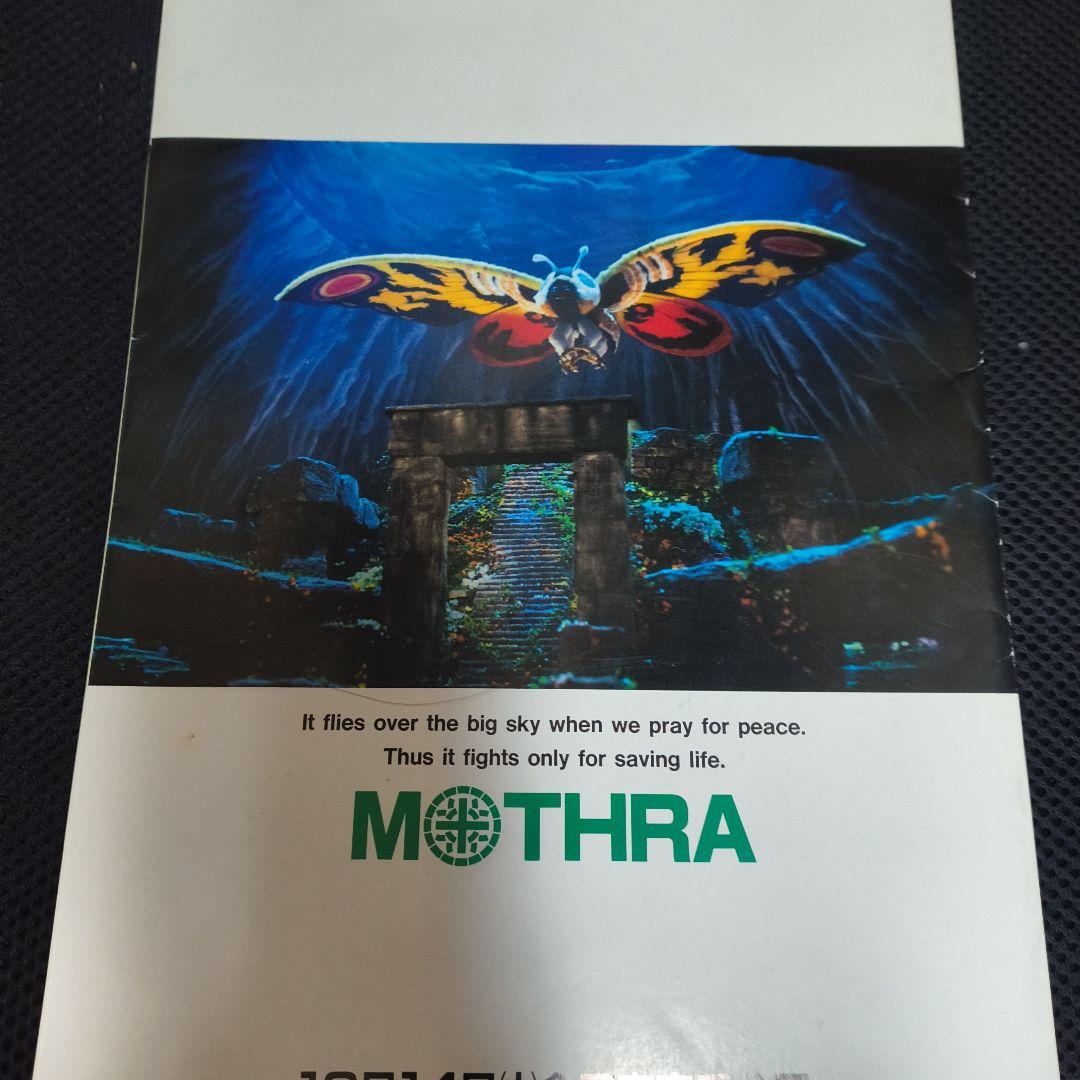 It flies over the big sky when we pray for peace.
Thus it fights only for saving life.
MOTHRA